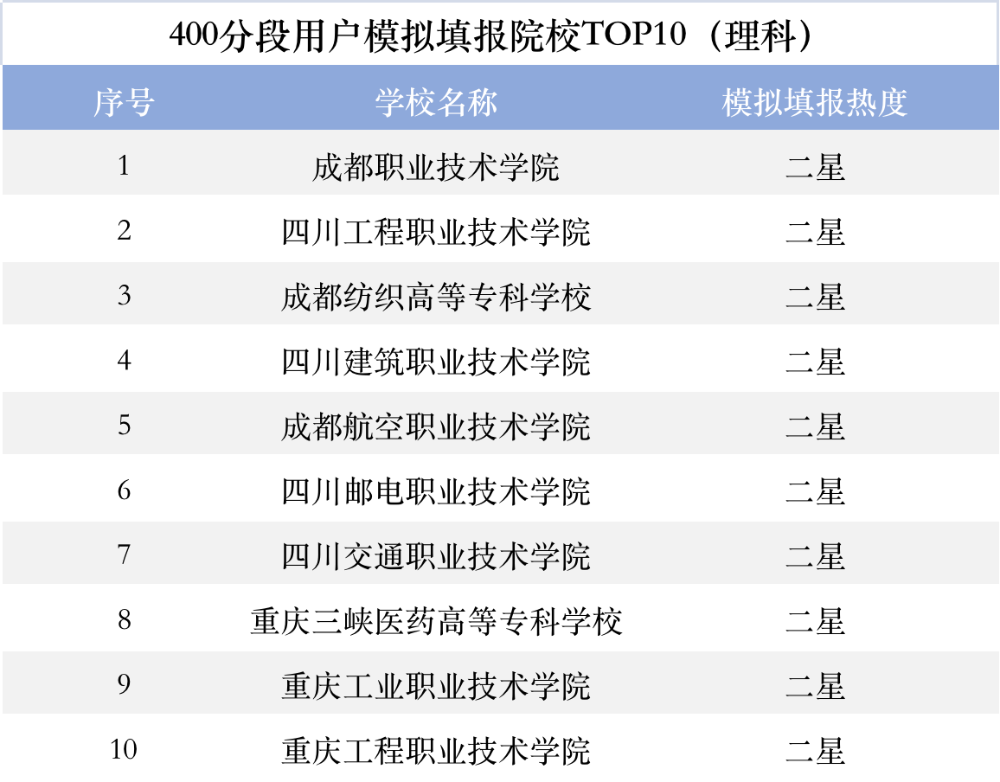 400分段用户模拟填报院校TOP10（理科）
序号 学校名称 模拟填报热度
1 成都职业技术学院 二星
2 四川工程职业技术学院 二星
3 成都纺织高等专科学校 二星
4 四川建筑职业技术学院 二星
5 成都航空职业技术学院 二星
6 四川邮电职业技术学院 二星
7 四川交通职业技术学院 二星
8 重庆三峡医药高等专科学校 二星
9 重庆工业职业技术学院 二星
10 重庆工程职业技术学院 二星